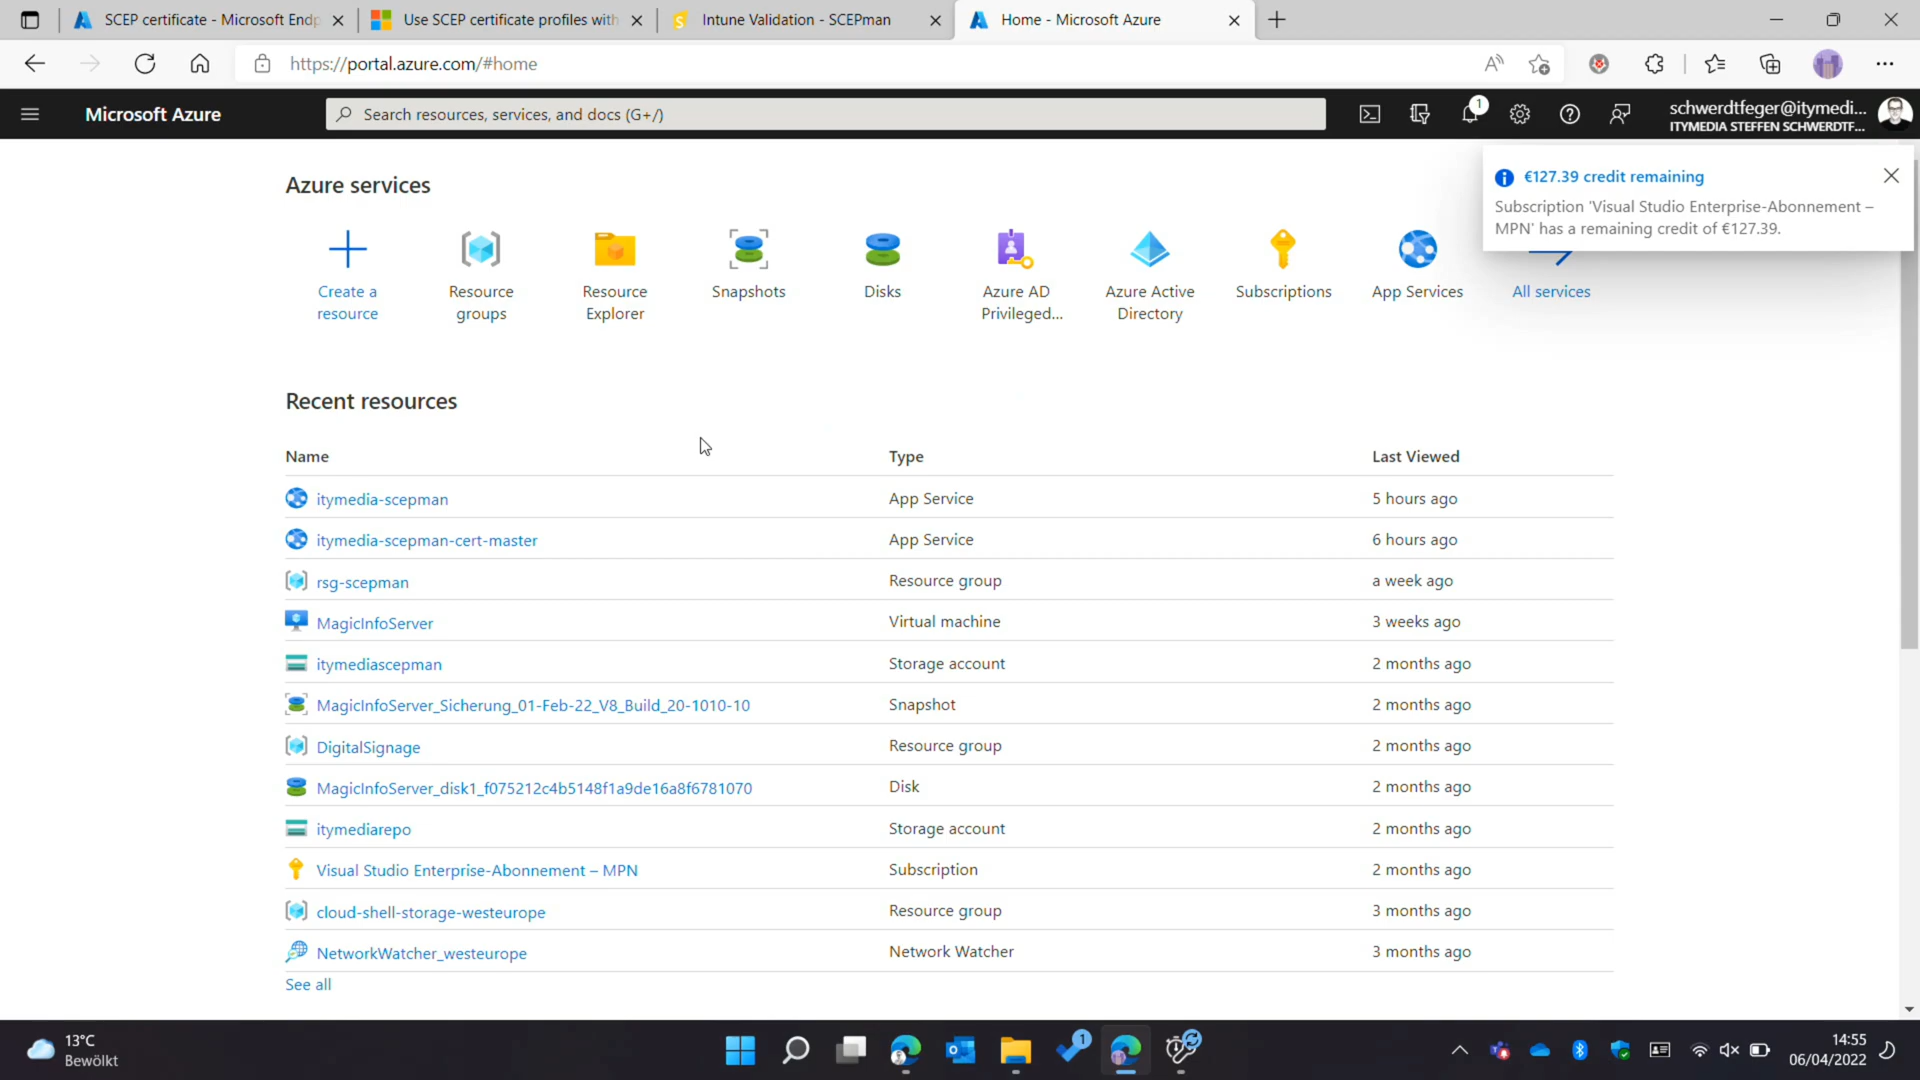 SCEP certificate - Microsoft Endp
Use SCEP certificate profiles with
Intune Validation - SCEPman
Home - Microsoft Azure
https://portal.azure.com/#home
Microsoft Azure
Search resources, services, and docs (G+/)
1
schwerdtfeger@itymedi...
ITYMEDIA STEFFEN SCHWERDTF...
€127.39 credit remaining
Subscription 'Visual Studio Enterprise-Abonnement –
MPN' has a remaining credit of €127.39.
Azure services
Create a
resource
Resource
groups
Resource
Explorer
Snapshots
Disks
Azure AD
Privileged...
Azure Active
Directory
Subscriptions
App Services
All services
Recent resources
Name Type Last Viewed
itymedia-scepman App Service 5 hours ago
itymedia-scepman-cert-master App Service 6 hours ago
rsg-scepman Resource group a week ago
MagicInfoServer Virtual machine 3 weeks ago
itymediascepman Storage account 2 months ago
MagicInfoServer_Sicherung_01-Feb-22_V8_Build_20-1010-10 Snapshot 2 months ago
DigitalSignage Resource group 2 months ago
MagicInfoServer_disk1_f075212c4b5148f1a9de16a8f6781070 Disk 2 months ago
itymediarepo Storage account 2 months ago
Visual Studio Enterprise-Abonnement – MPN Subscription 2 months ago
cloud-shell-storage-westeurope Resource group 3 months ago
NetworkWatcher_westeurope Network Watcher 3 months ago
See all
13°C
Bewölkt
1
14:55
06/04/2022